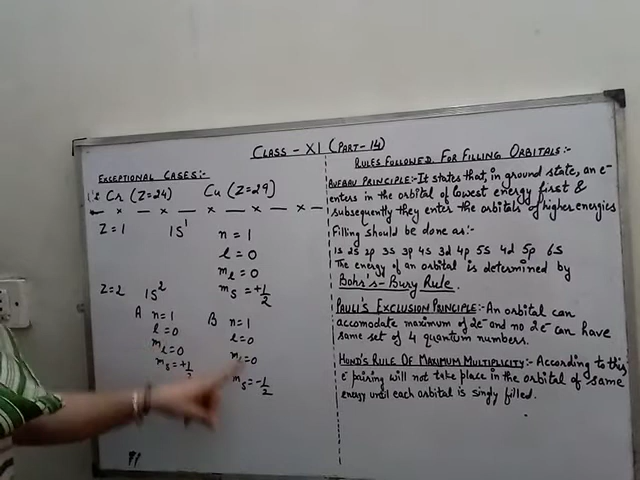 CLASS - XI (PART-14)
EXCEPTIONAL CASES:-
Cr (Z=24) Cu (Z=29)
— x — x — x — x — x —
Z=1 1S¹ n = 1
l = 0
ml = 0
ms = +1/2
Z=2 1S²
A n=1
l=0
ml=0
ms=+1/2
B n=1
l=0
ml=0
ms=-1/2
RULES FOLLOWED FOR FILLING ORBITALS:-
AUFBAU PRINCIPLE:- It states that, in ground state, an e⁻
enters in the orbital of lowest energy first &
subsequently they enter the orbitals of higher energies
Filling should be done as:-
1s 2s 2p 3s 3p 4s 3d 4p 5s 4d 5p 6s
The energy of an orbital is determined by
Bohr's-Bury Rule.
PAULI'S EXCLUSION PRINCIPLE:- An orbital can
accomodate maximum of 2e⁻ and no 2e⁻ can have
same set of 4 quantum numbers.
HUND'S RULE OF MAXIMUM MULTIPLICITY:- According to this
e⁻ pairing will not take place in the orbital of same
energy until each orbital is singly filled.